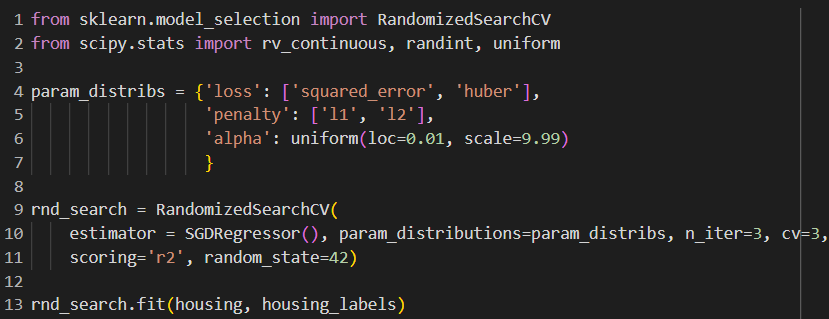 1 from sklearn.model_selection import RandomizedSearchCV
2 from scipy.stats import rv_continuous, randint, uniform
3
4 param_distribs = {'loss': ['squared_error', 'huber'],
5                   'penalty': ['l1', 'l2'],
6                   'alpha': uniform(loc=0.01, scale=9.99)
7                   }
8
9 rnd_search = RandomizedSearchCV(
10     estimator = SGDRegressor(), param_distributions=param_distribs, n_iter=3, cv=3,
11     scoring='r2', random_state=42)
12
13 rnd_search.fit(housing, housing_labels)